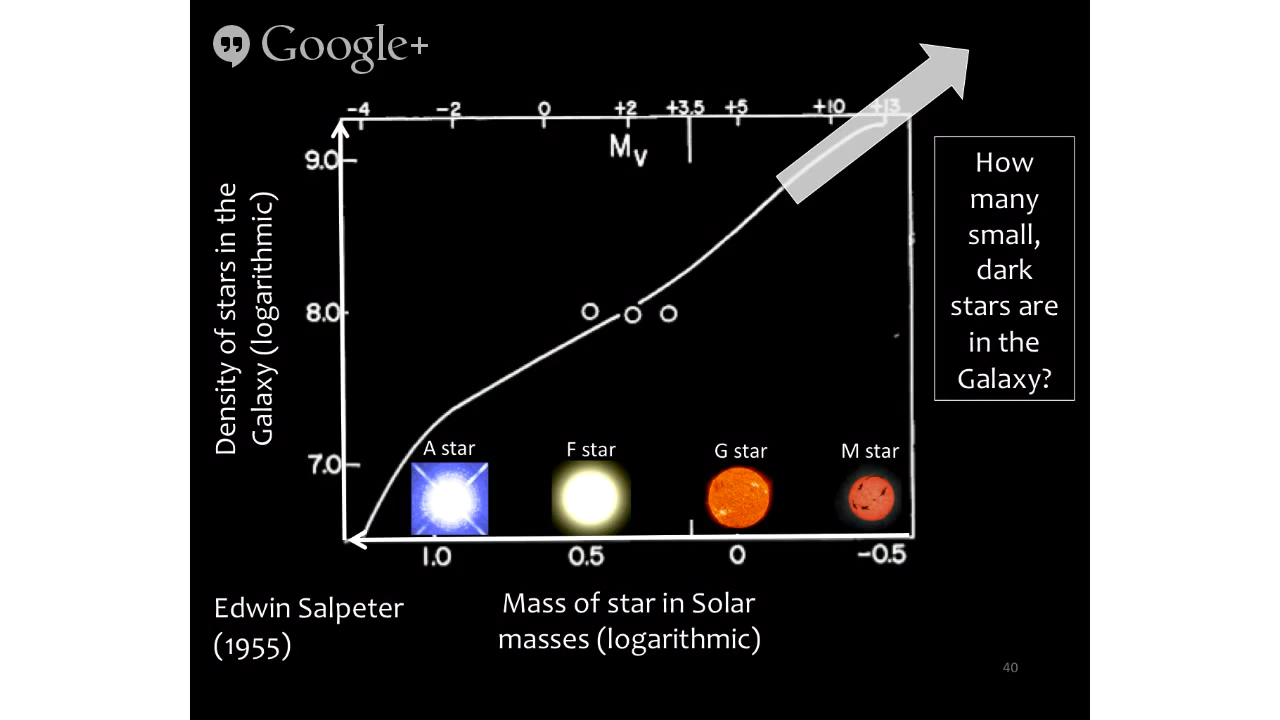 Google+
-4 -2 0 +2 +3.5 +5 +10 +13
Mv
9.0
8.0
7.0
Density of stars in the
Galaxy (logarithmic)
How
many
small,
dark
stars are
in the
Galaxy?
A star F star G star M star
1.0 0.5 0 -0.5
Edwin Salpeter
(1955)
Mass of star in Solar
masses (logarithmic)
40